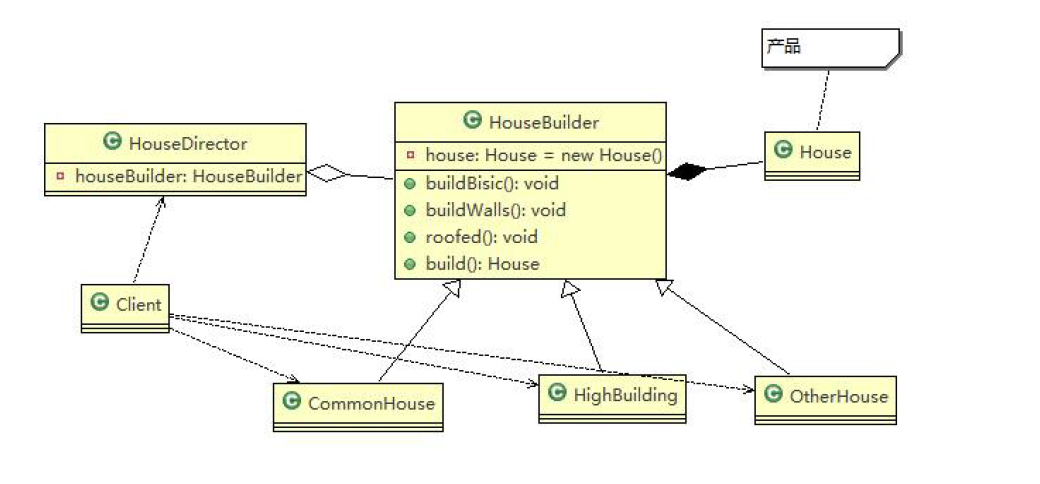 产品
HouseDirector
houseBuilder: HouseBuilder
HouseBuilder
house: House = new House()
buildBisic(): void
buildWalls(): void
roofed(): void
build(): House
House
Client
CommonHouse
HighBuilding
OtherHouse